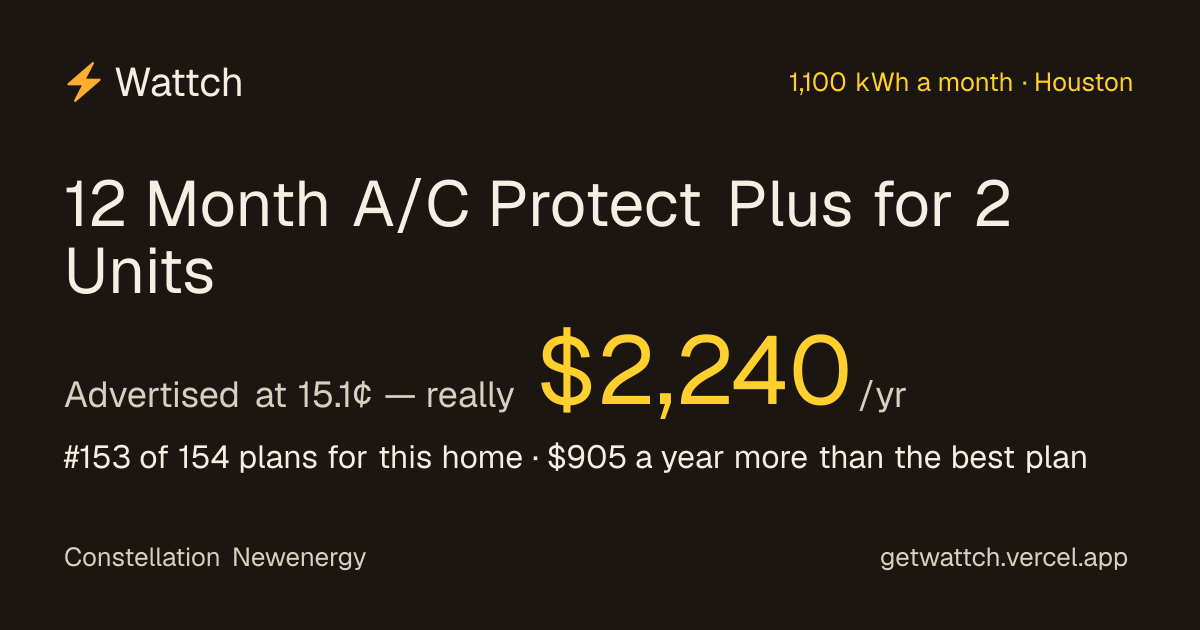 ⚡ Wattch
1,100 kWh a month · Houston
12 Month A/C Protect Plus for 2
Units
Advertised at 15.1¢ — really $2,240 /yr
#153 of 154 plans for this home · $905 a year more than the best plan
Constellation Newenergy
getwattch.vercel.app